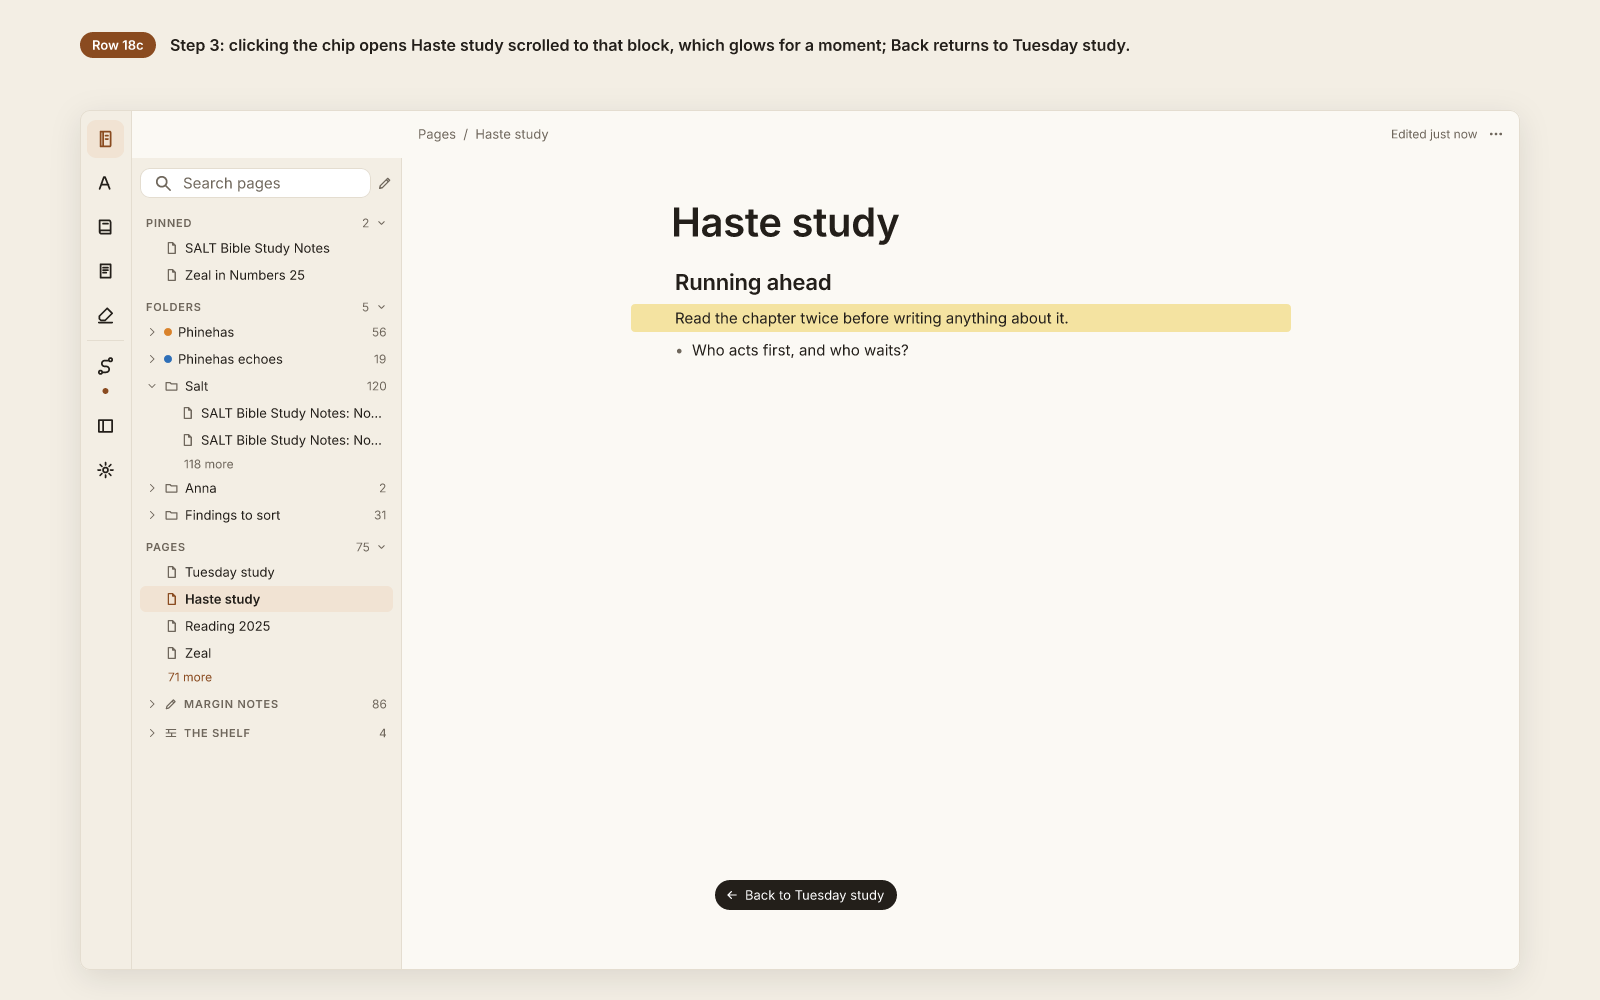 Row 18c
Step 3: clicking the chip opens Haste study scrolled to that block, which glows for a moment; Back returns to Tuesday study.
Pages / Haste study
Edited just now
Search pages
PINNED 2
SALT Bible Study Notes
Zeal in Numbers 25
FOLDERS 5
Phinehas 56
Phinehas echoes 19
Salt 120
SALT Bible Study Notes: No...
SALT Bible Study Notes: No...
118 more
Anna 2
Findings to sort 31
PAGES 75
Tuesday study
Haste study
Reading 2025
Zeal
71 more
MARGIN NOTES 86
THE SHELF 4
Haste study
Running ahead
Read the chapter twice before writing anything about it.
• Who acts first, and who waits?
← Back to Tuesday study